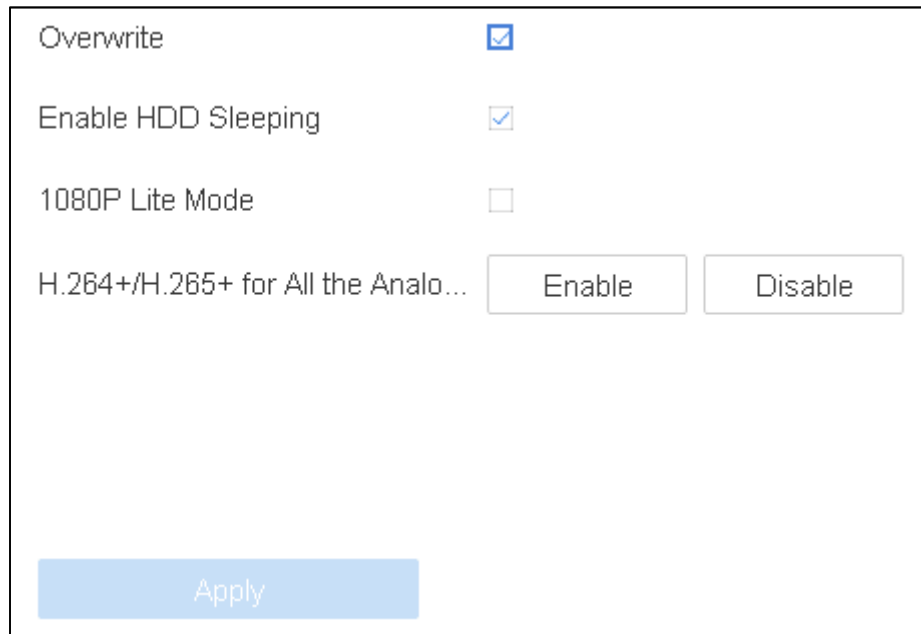 Overwrite
Enable HDD Sleeping
1080P Lite Mode
H.264+/H.265+ for All the Analo... Enable Disable
Apply